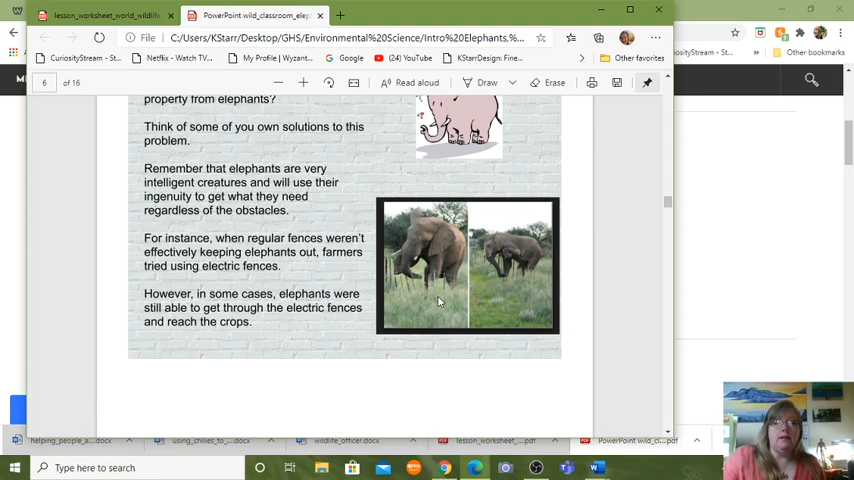 lesson_worksheet_world_wildlife
PowerPoint wild_classroom_elep
File
C:/Users/KStarr/Desktop/GHS/Environmental%20Science/Intro%20Elephants,%...
CuriosityStream - St...
Netflix - Watch TV...
My Profile | Wyzant...
Google
(24) YouTube
KStarrDesign: Fine...
Other favorites
Other bookmarks
6 of 16
Read aloud
Draw
Erase
property from elephants?
Think of some of you own solutions to this
problem.
Remember that elephants are very
intelligent creatures and will use their
ingenuity to get what they need
regardless of the obstacles.
For instance, when regular fences weren't
effectively keeping elephants out, farmers
tried using electric fences.
However, in some cases, elephants were
still able to get through the electric fences
and reach the crops.
helping_people_a....docx
using_chilies_to_....docx
wildlife_officer.docx
lesson_worksheet_....pdf
PowerPoint wild_cl....pdf
Type here to search